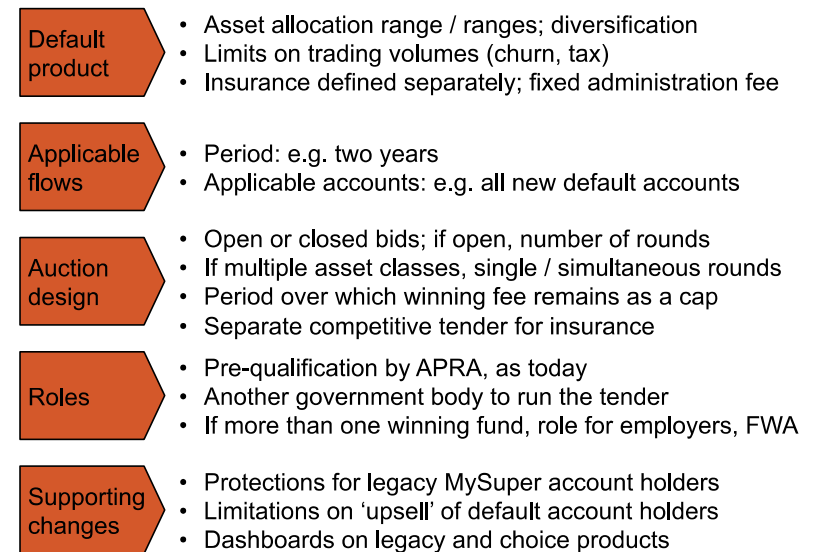 Default
product
• Asset allocation range / ranges; diversification
• Limits on trading volumes (churn, tax)
• Insurance defined separately; fixed administration fee
Applicable
flows
• Period: e.g. two years
• Applicable accounts: e.g. all new default accounts
Auction
design
• Open or closed bids; if open, number of rounds
• If multiple asset classes, single / simultaneous rounds
• Period over which winning fee remains as a cap
• Separate competitive tender for insurance
Roles
• Pre-qualification by APRA, as today
• Another government body to run the tender
• If more than one winning fund, role for employers, FWA
Supporting
changes
• Protections for legacy MySuper account holders
• Limitations on ‘upsell’ of default account holders
• Dashboards on legacy and choice products